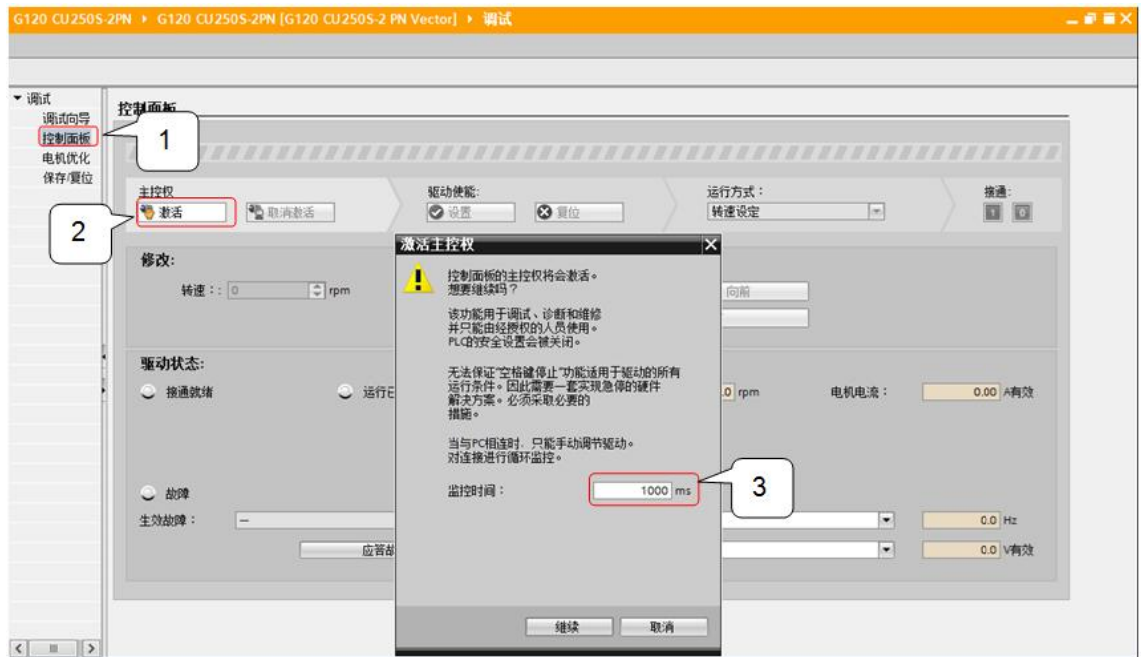 G120 CU250S-2PN ▸ G120 CU250S-2PN [G120 CU250S-2 PN Vector] ▸ 调试
调试
调试向导
控制面板
电机优化
保存/复位
控制面板
1
主控权
激活
取消激活
驱动使能:
设置
复位
运行方式：
转速设定
接通:
1 0
2
修改:
转速：: 0 rpm
向前
驱动状态:
接通就绪
运行已
.0 rpm
电机电流：
0.00 A有效
故障
生效故障：
—
0.0 Hz
应答故
0.0 V有效
激活主控权
控制面板的主控权将会激活。
想要继续吗？
该功能用于调试、诊断和维修
并只能由经授权的人员使用。
PLC的安全设置会被关闭。
无法保证“空格键停止”功能适用于驱动的所有
运行条件。因此需要一套实现急停的硬件
解决方案。必须采取必要的
措施。
当与PC相连时，只能手动调节驱动。
对连接进行循环监控。
监控时间：
1000 ms
3
继续
取消